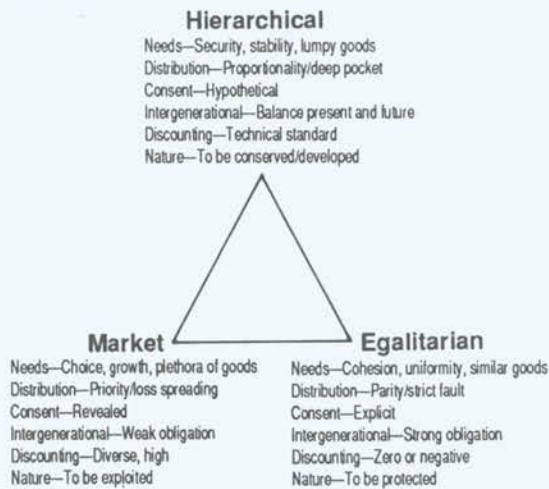 Hierarchical
Needs—Security, stability, lumpy goods
Distribution—Proportionality/deep pocket
Consent—Hypothetical
Intergenerational—Balance present and future
Discounting—Technical standard
Nature—To be conserved/developed
Market
Needs—Choice, growth, plethora of goods
Distribution—Priority/loss spreading
Consent—Revealed
Intergenerational—Weak obligation
Discounting—Diverse, high
Nature—To be exploited
Egalitarian
Needs—Cohesion, uniformity, similar goods
Distribution—Parity/strict fault
Consent—Explicit
Intergenerational—Strong obligation
Discounting—Zero or negative
Nature—To be protected